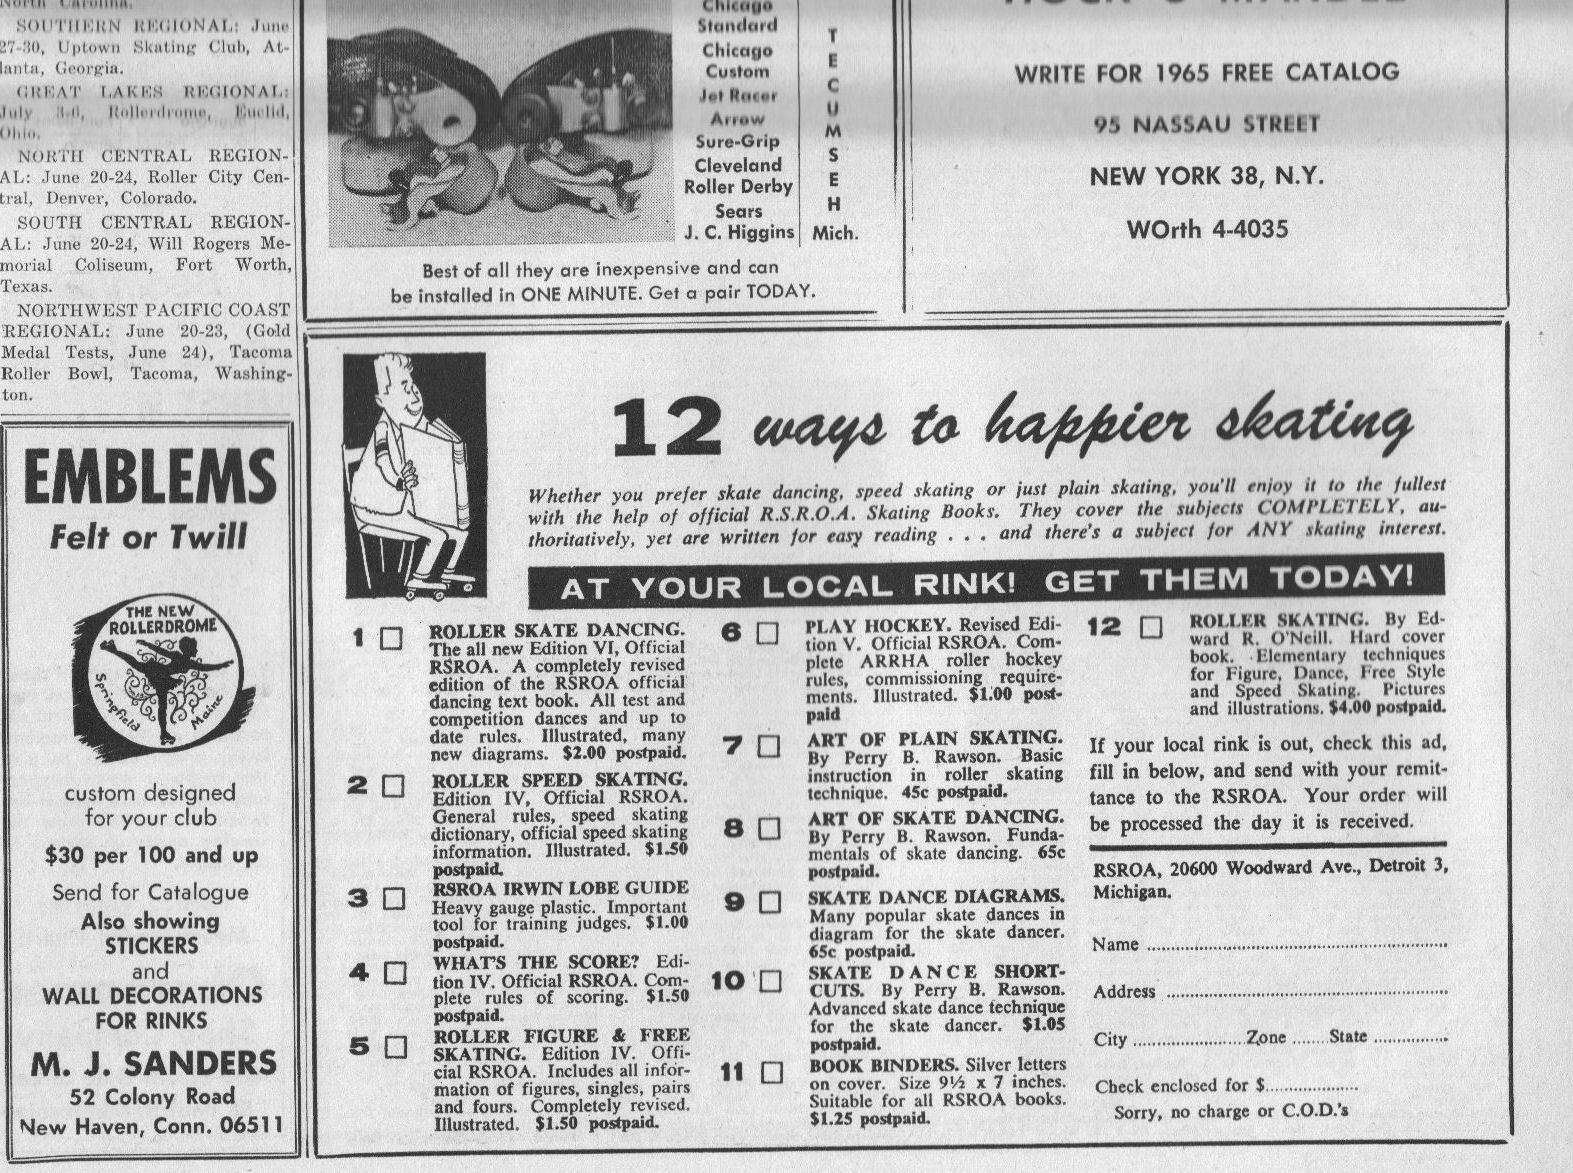 North Carolina.
SOUTHERN REGIONAL: June
27-30, Uptown Skating Club, At-
lanta, Georgia.
GREAT LAKES REGIONAL:
July 3-6, Rollerdrome, Euclid,
Ohio.
NORTH CENTRAL REGION-
AL: June 20-24, Roller City Cen-
tral, Denver, Colorado.
SOUTH CENTRAL REGION-
AL: June 20-24, Will Rogers Me-
morial Coliseum, Fort Worth,
Texas.
NORTHWEST PACIFIC COAST
REGIONAL: June 20-23, (Gold
Medal Tests, June 24), Tacoma
Roller Bowl, Tacoma, Washing-
ton.
EMBLEMS
Felt or Twill
THE NEW
ROLLERDROME
Springfield Maine
custom designed
for your club
$30 per 100 and up
Send for Catalogue
Also showing
STICKERS
and
WALL DECORATIONS
FOR RINKS
M. J. SANDERS
52 Colony Road
New Haven, Conn. 06511
Chicago
Standard
Chicago
Custom
Jet Racer
Arrow
Sure-Grip
Cleveland
Roller Derby
Sears
J. C. Higgins
T
E
C
U
M
S
E
H
Mich.
Best of all they are inexpensive and can
be installed in ONE MINUTE. Get a pair TODAY.
WRITE FOR 1965 FREE CATALOG
95 NASSAU STREET
NEW YORK 38, N.Y.
WOrth 4-4035
12 ways to happier skating
Whether you prefer skate dancing, speed skating or just plain skating, you'll enjoy it to the fullest
with the help of official R.S.R.O.A. Skating Books. They cover the subjects COMPLETELY, au-
thoritatively, yet are written for easy reading . . . and there's a subject for ANY skating interest.
AT YOUR LOCAL RINK! GET THEM TODAY!
1 ROLLER SKATE DANCING.
The all new Edition VI, Official
RSROA. A completely revised
edition of the RSROA official
dancing text book. All test and
competition dances and up to
date rules. Illustrated, many
new diagrams. $2.00 postpaid.
2 ROLLER SPEED SKATING.
Edition IV, Official RSROA.
General rules, speed skating
dictionary, official speed skating
information. Illustrated. $1.50
postpaid.
3 RSROA IRWIN LOBE GUIDE
Heavy gauge plastic. Important
tool for training judges. $1.00
postpaid.
4 WHAT'S THE SCORE? Edi-
tion IV. Official RSROA. Com-
plete rules of scoring. $1.50
postpaid.
5 ROLLER FIGURE & FREE
SKATING. Edition IV. Offi-
cial RSROA. Includes all infor-
mation of figures, singles, pairs
and fours. Completely revised.
Illustrated. $1.50 postpaid.
6 PLAY HOCKEY. Revised Edi-
tion V. Official RSROA. Com-
plete ARRHA roller hockey
rules, commissioning require-
ments. Illustrated. $1.00 post-
paid
7 ART OF PLAIN SKATING.
By Perry B. Rawson. Basic
instruction in roller skating
technique. 45c postpaid.
8 ART OF SKATE DANCING.
By Perry B. Rawson. Funda-
mentals of skate dancing. 65c
postpaid.
9 SKATE DANCE DIAGRAMS.
Many popular skate dances in
diagram for the skate dancer.
65c postpaid.
10 SKATE DANCE SHORT-
CUTS. By Perry B. Rawson.
Advanced skate dance technique
for the skate dancer. $1.05
postpaid.
11 BOOK BINDERS. Silver letters
on cover. Size 9½ x 7 inches.
Suitable for all RSROA books.
$1.25 postpaid.
12 ROLLER SKATING. By Ed-
ward R. O'Neill. Hard cover
book. Elementary techniques
for Figure, Dance, Free Style
and Speed Skating. Pictures
and illustrations. $4.00 postpaid.
If your local rink is out, check this ad,
fill in below, and send with your remit-
tance to the RSROA. Your order will
be processed the day it is received.
RSROA, 20600 Woodward Ave., Detroit 3,
Michigan.
Name
Address
City Zone State
Check enclosed for $
Sorry, no charge or C.O.D.'s